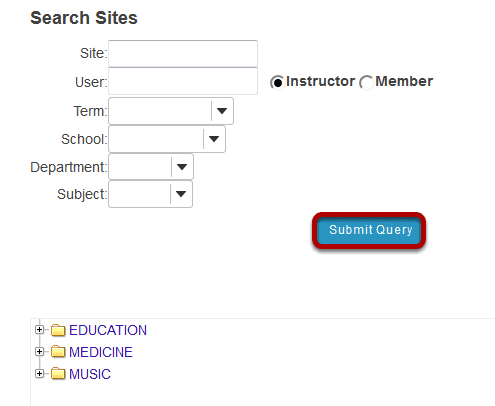 Search Sites
Site:
User: Instructor Member
Term:
School:
Department:
Subject:
Submit Query
EDUCATION
MEDICINE
MUSIC